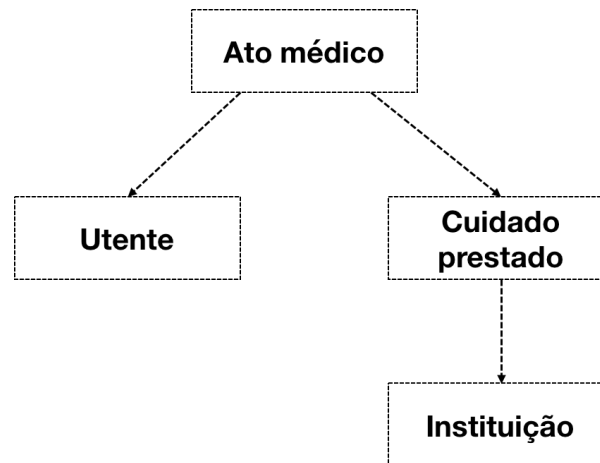 Ato médico
Utente
Cuidado
prestado
Instituição